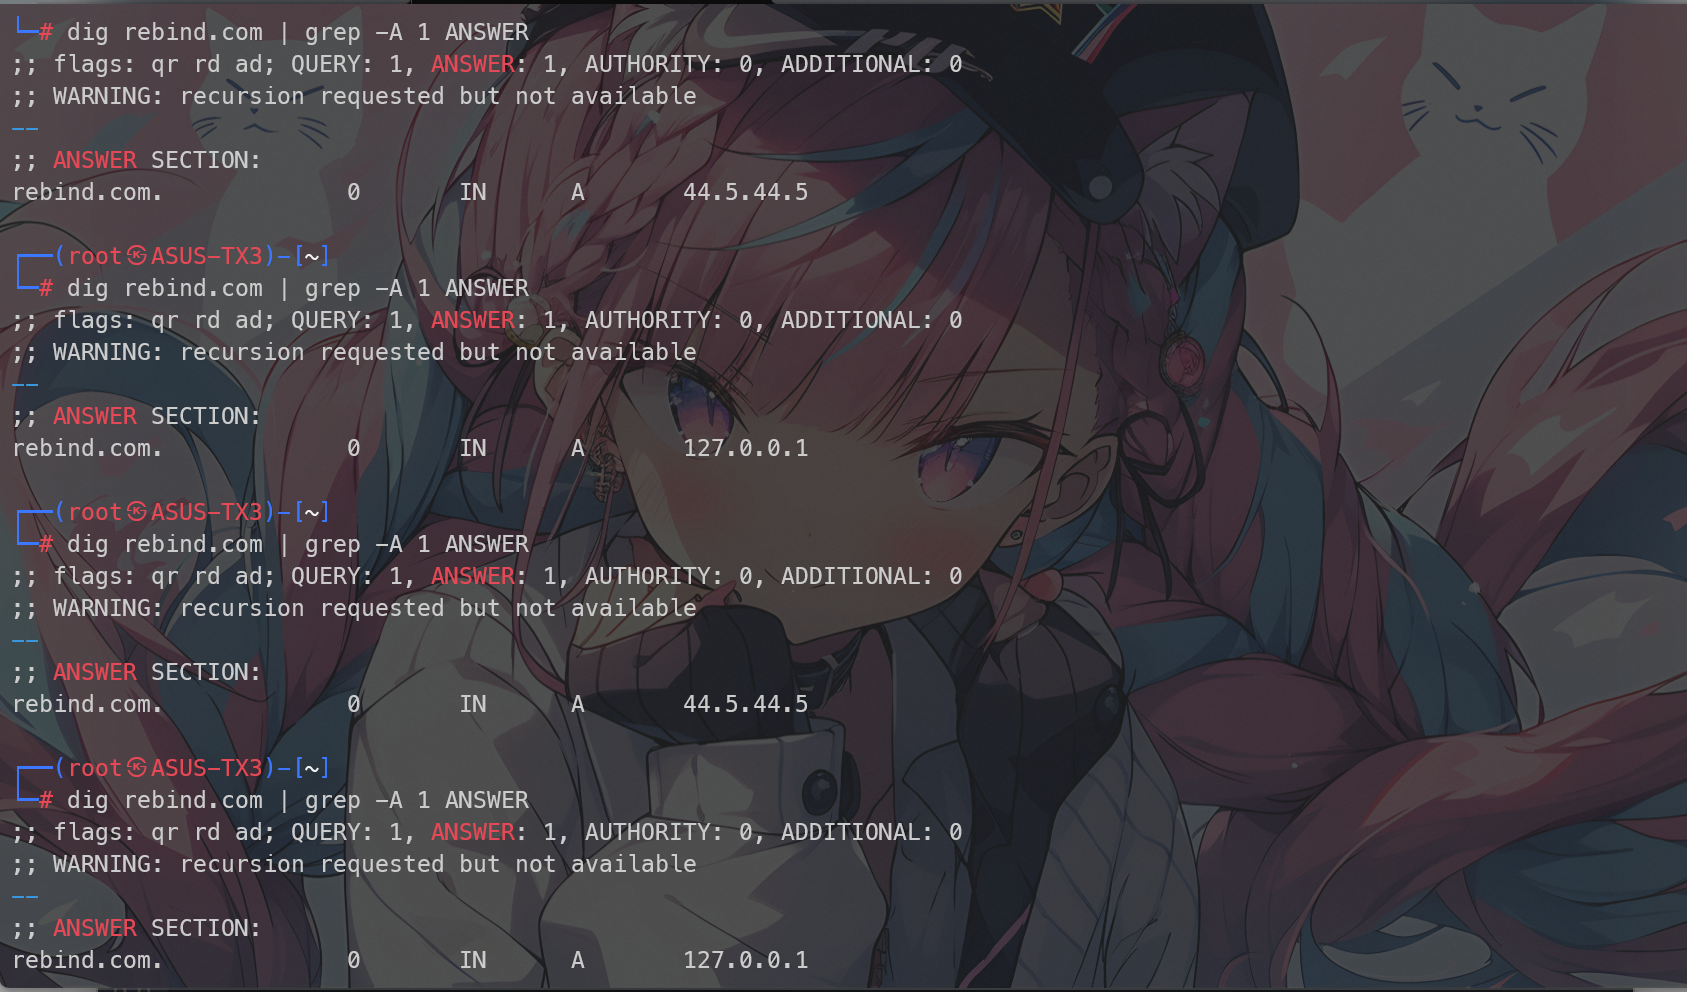 └─# dig rebind.com | grep -A 1 ANSWER
;; flags: qr rd ad; QUERY: 1, ANSWER: 1, AUTHORITY: 0, ADDITIONAL: 0
;; WARNING: recursion requested but not available
--
;; ANSWER SECTION:
rebind.com. 0 IN A 44.5.44.5
┌──(root㉿ASUS-TX3)-[~]
└─# dig rebind.com | grep -A 1 ANSWER
;; flags: qr rd ad; QUERY: 1, ANSWER: 1, AUTHORITY: 0, ADDITIONAL: 0
;; WARNING: recursion requested but not available
--
;; ANSWER SECTION:
rebind.com. 0 IN A 127.0.0.1
┌──(root㉿ASUS-TX3)-[~]
└─# dig rebind.com | grep -A 1 ANSWER
;; flags: qr rd ad; QUERY: 1, ANSWER: 1, AUTHORITY: 0, ADDITIONAL: 0
;; WARNING: recursion requested but not available
--
;; ANSWER SECTION:
rebind.com. 0 IN A 44.5.44.5
┌──(root㉿ASUS-TX3)-[~]
└─# dig rebind.com | grep -A 1 ANSWER
;; flags: qr rd ad; QUERY: 1, ANSWER: 1, AUTHORITY: 0, ADDITIONAL: 0
;; WARNING: recursion requested but not available
--
;; ANSWER SECTION:
rebind.com. 0 IN A 127.0.0.1